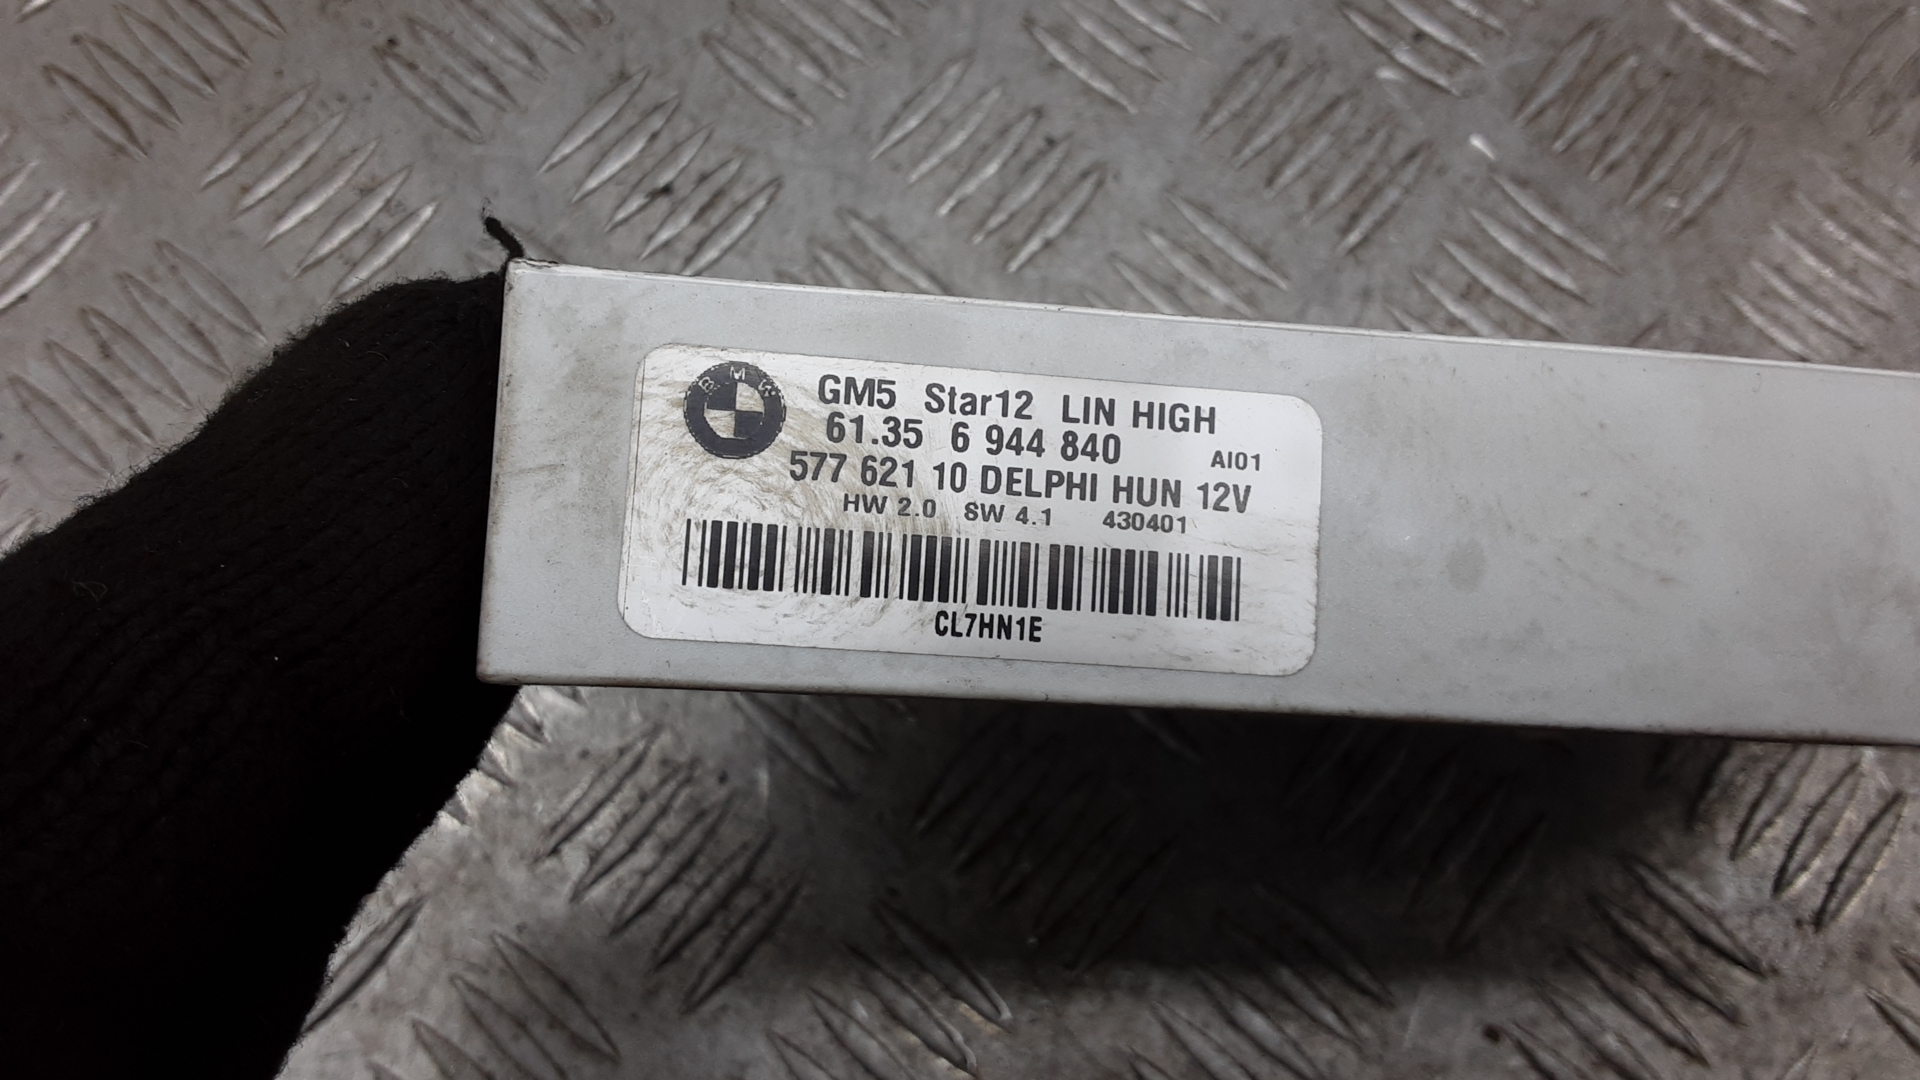 BMW
GM5 Star12 LIN HIGH
61.35 6 944 840 AI01
577 621 10 DELPHI HUN 12V
HW 2.0 SW 4.1 430401
CL7HN1E